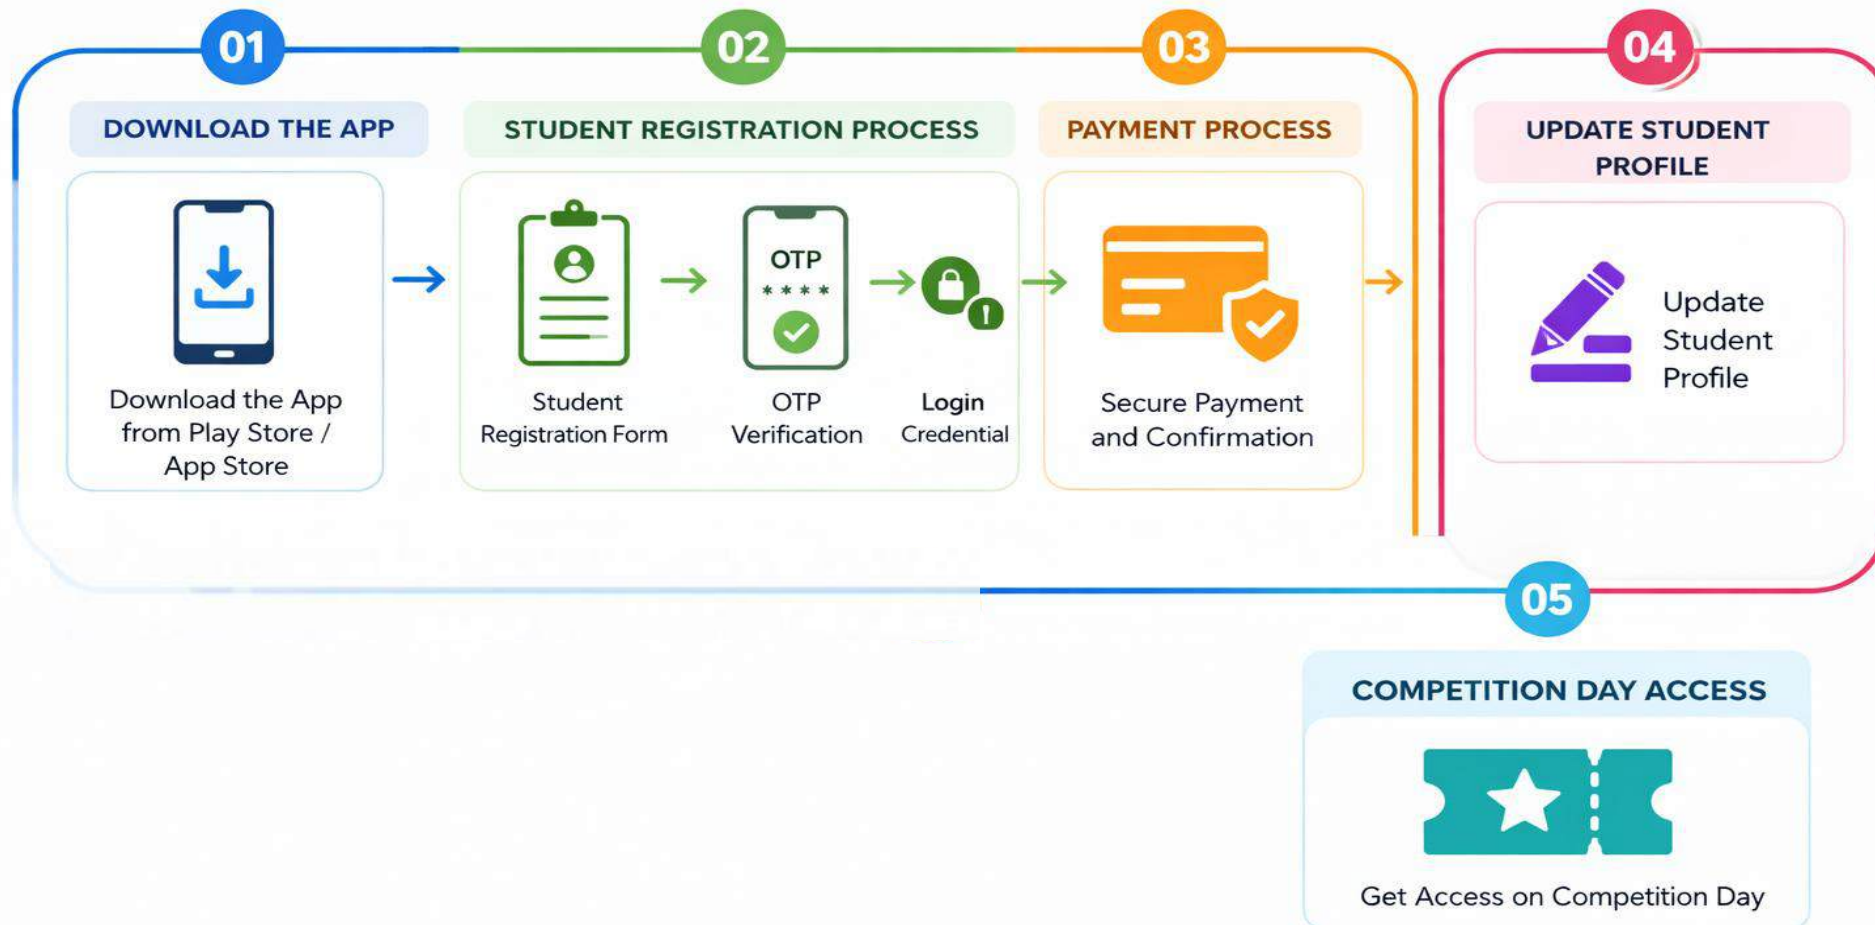 01
DOWNLOAD THE APP
Download the App
from Play Store /
App Store
02
STUDENT REGISTRATION PROCESS
Student
Registration Form
OTP
****
OTP
Verification
Login
Credential
03
PAYMENT PROCESS
Secure Payment
and Confirmation
04
UPDATE STUDENT
PROFILE
Update
Student
Profile
05
COMPETITION DAY ACCESS
Get Access on Competition Day